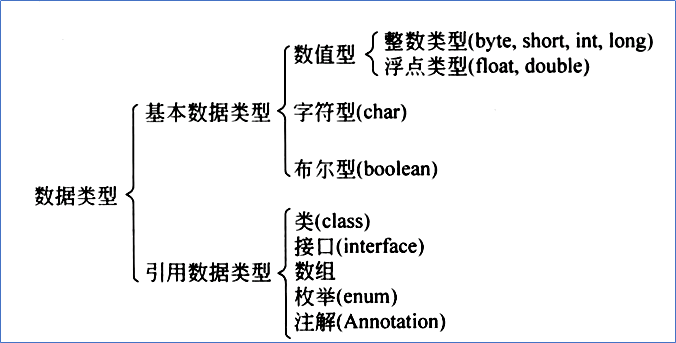 数值型
整数类型(byte, short, int, long)
浮点类型(float, double)
基本数据类型
字符型(char)
布尔型(boolean)
数据类型
类(class)
接口(interface)
引用数据类型
数组
枚举(enum)
注解(Annotation)